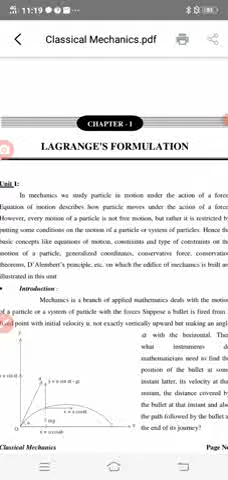 11:19
Classical Mechanics.pdf
CHAPTER - I
LAGRANGE'S FORMULATION
Unit 1:
In mechanics we study particle in motion under the action of a force
Equation of motion describes how particle moves under the action of a force
However, every motion of a particle is not free motion, but rather it is restricted b
putting some conditions on the motion of a particle or system of particles. Hence the
basic concepts like equations of motion, constraints and type of constraints on the
motion of a particle, generalized coordinates, conservative force, conservation
theorems, D'Alembert's principle, etc. on which the edifice of mechanics is built are
illustrated in this unit
• Introduction :
Mechanics is a branch of applied mathematics deals with the motion
of a particle or a system of particle with the forces Suppose a bullet is fired from
fixed point with initial velocity u, not exactly vertically upward but making an angle
with the horizontal. Then
what instruments do
mathematicians need to find the
position of the bullet at some
instant latter, its velocity at that
instant, the distance covered by
the bullet at that instant and also
the path followed by the bullet at
the end of its journey?
y
A
mg
O
x
Classical Mechanics
Page No